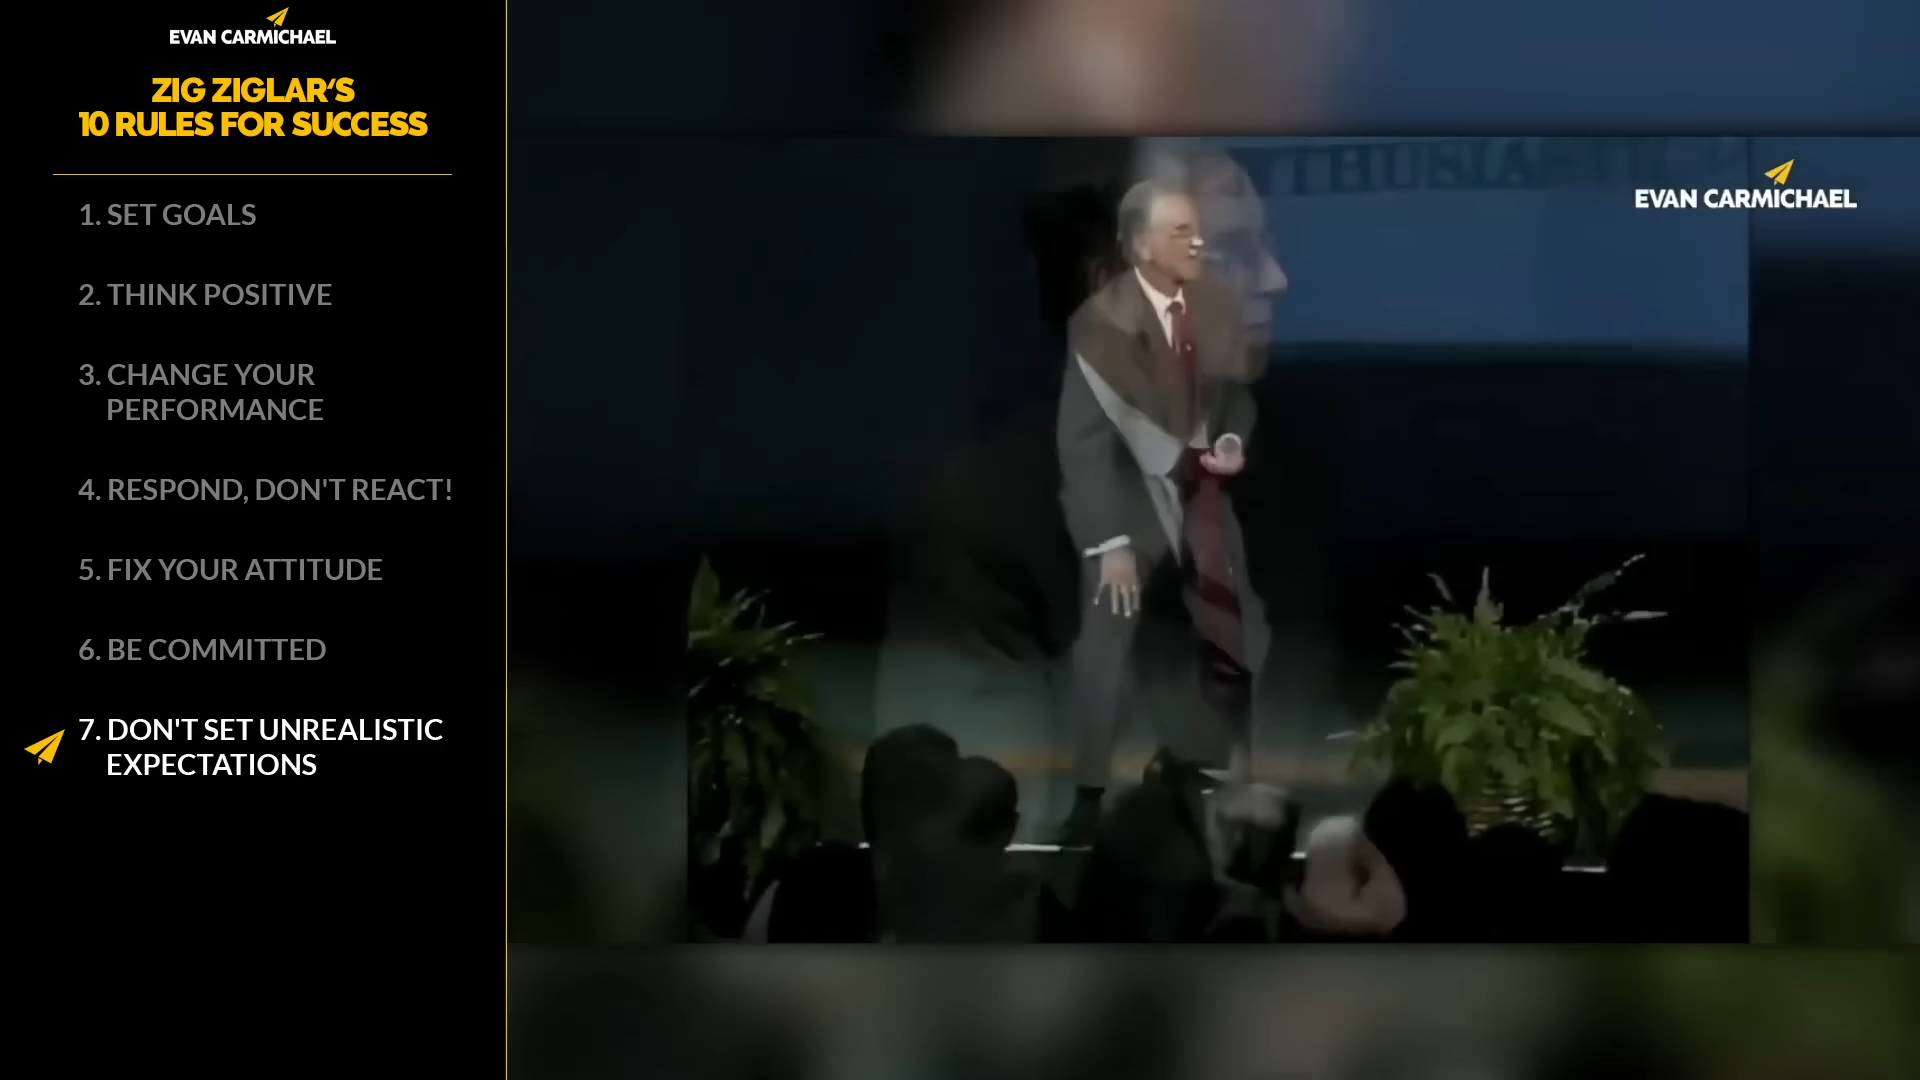 EVAN CARMICHAEL
ZIG ZIGLAR'S
10 RULES FOR SUCCESS
1. SET GOALS
2. THINK POSITIVE
3. CHANGE YOUR
PERFORMANCE
4. RESPOND, DON'T REACT!
5. FIX YOUR ATTITUDE
6. BE COMMITTED
7. DON'T SET UNREALISTIC
EXPECTATIONS
EVAN CARMICHAEL